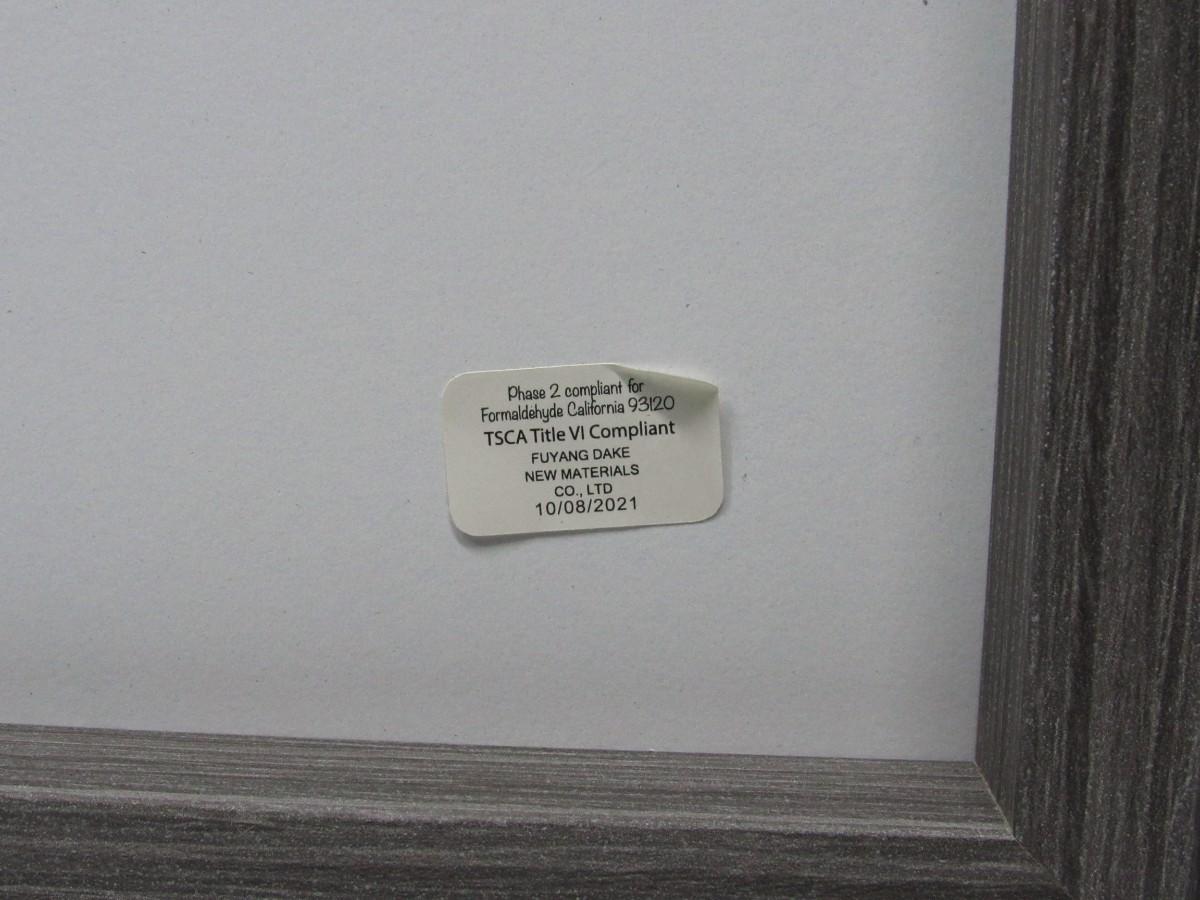 Phase 2 compliant for
Formaldehyde California 93120
TSCA Title VI Compliant
FUYANG DAKE
NEW MATERIALS
CO., LTD
10/08/2021